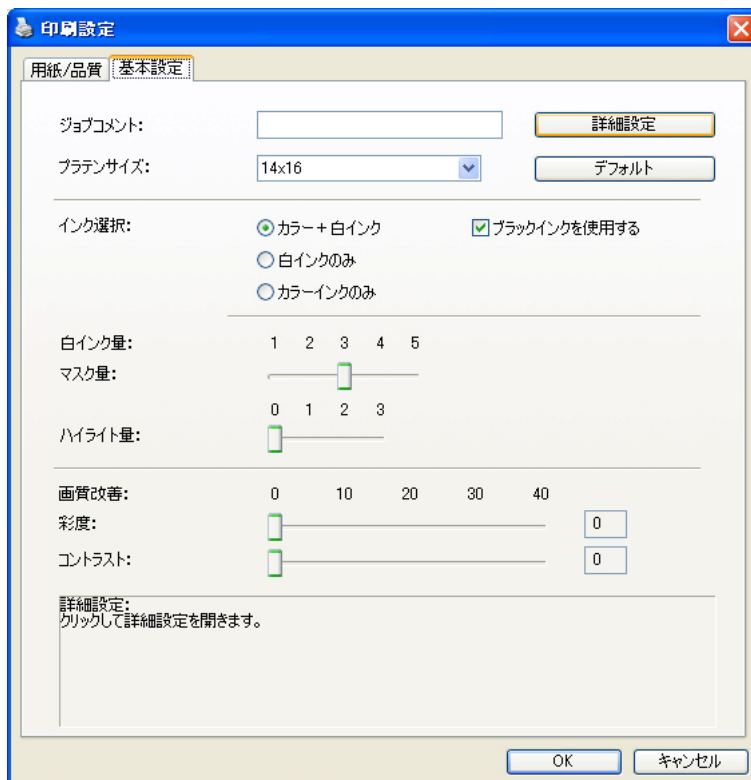 印刷設定
用紙/品質 基本設定
ジョブコメント: 詳細設定
プラテンサイズ: 14x16 デフォルト
インク選択: カラー+白インク ブラックインクを使用する
白インクのみ
カラーインクのみ
白インク量: 1 2 3 4 5
マスク量:
0 1 2 3
ハイライト量:
画質改善: 0 10 20 30 40
彩度: 0
コントラスト: 0
詳細設定:
クリックして詳細設定を開きます。
OK キャンセル